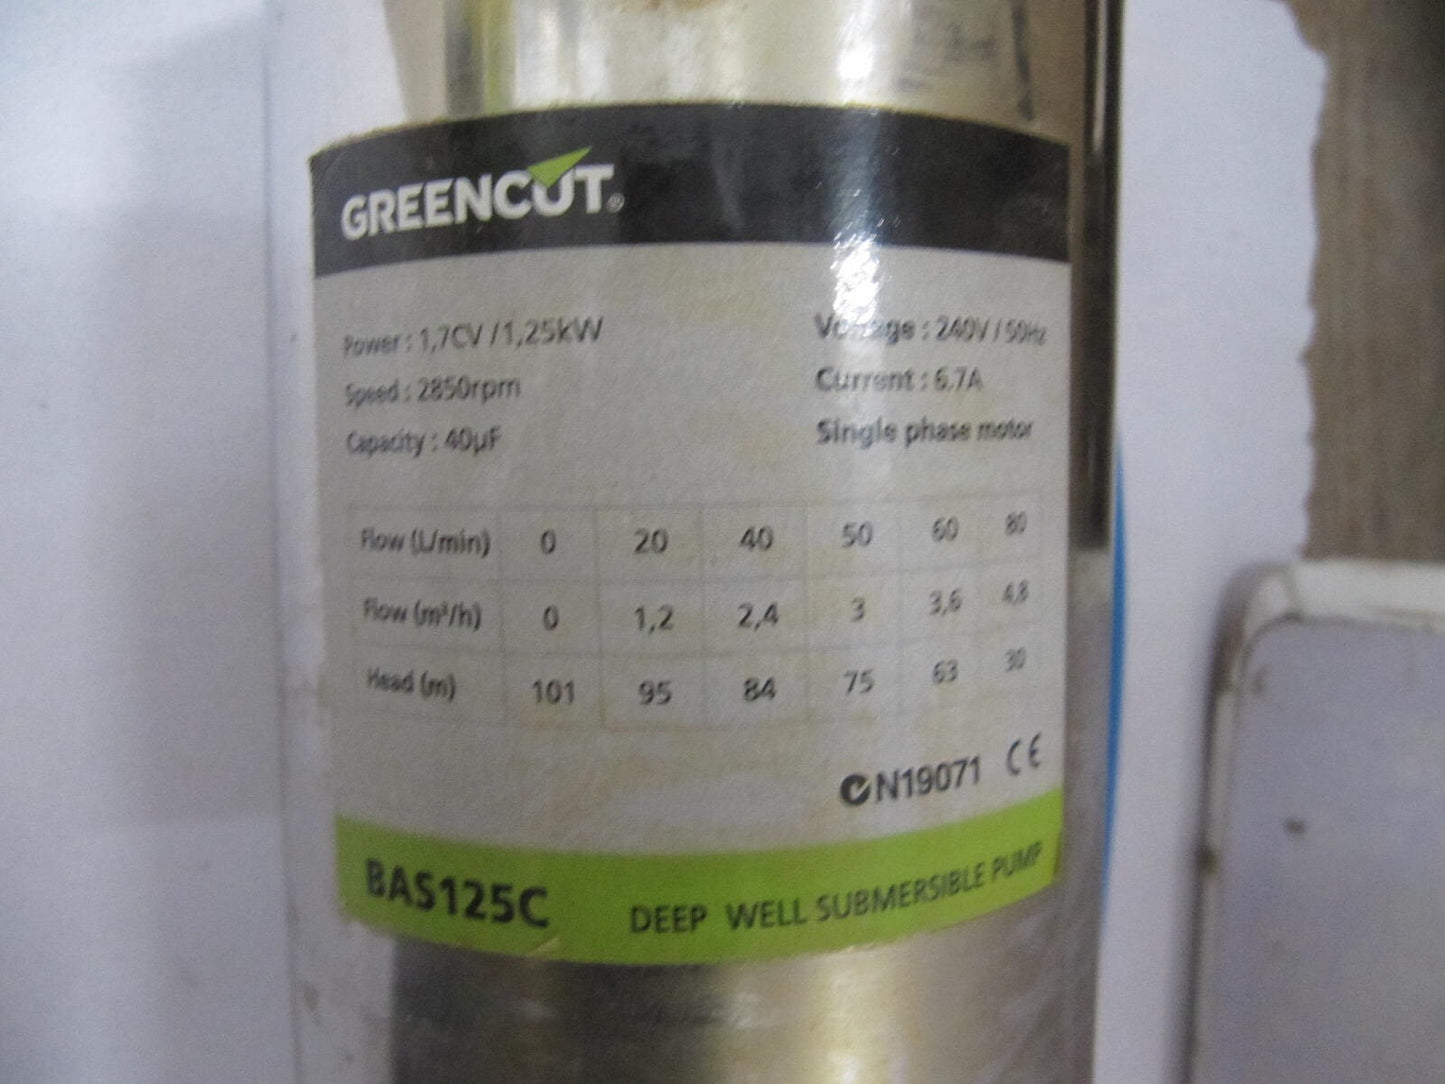 GREENCUT®
Power : 1,7CV /1,25kW
Voltage : 240V / 50Hz
Speed : 2850rpm
Current : 6.7A
Capacity : 40µF
Single phase motor
Flow (L/min) 0 20 40 50 60 80
Flow (m³/h) 0 1,2 2,4 3 3,6 4,8
Head (m) 101 95 84 75 63 30
N19071 CE
BAS125C DEEP WELL SUBMERSIBLE PUMP